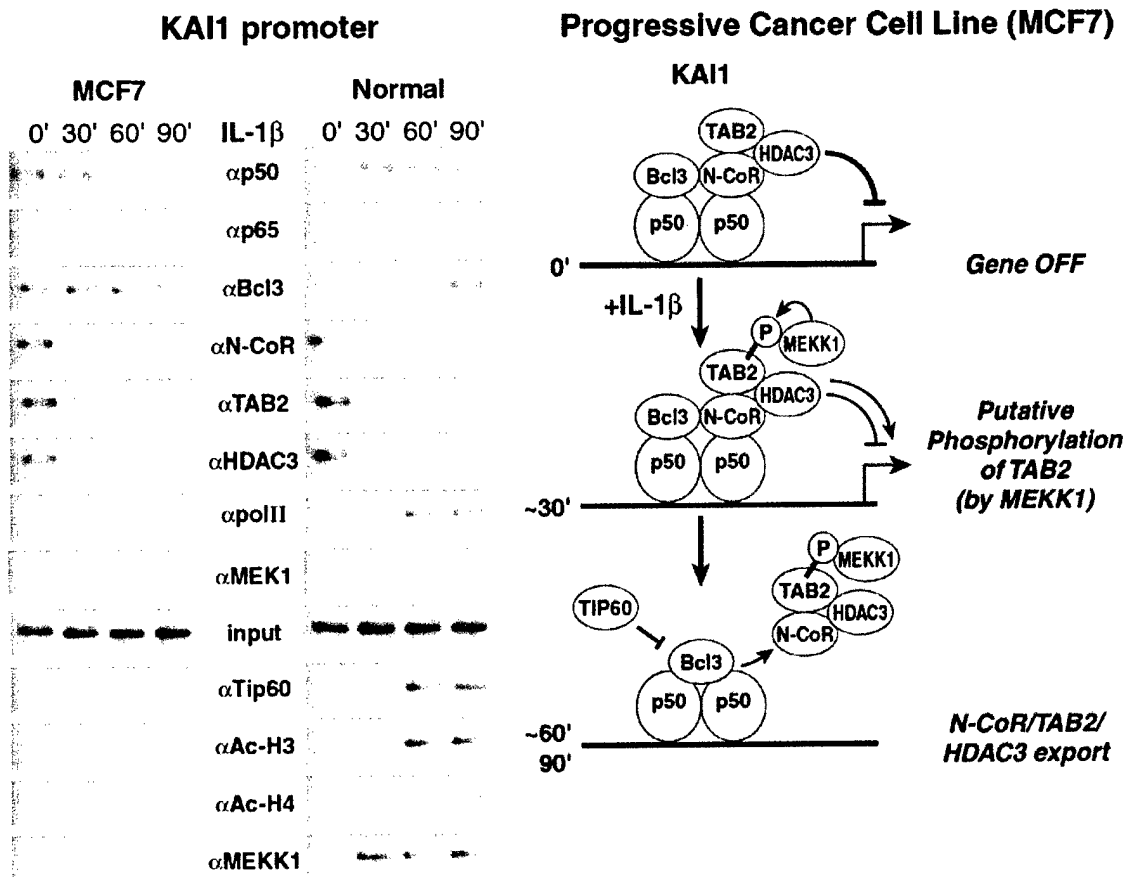 KAI1 promoter
MCF7
Normal
0' 30' 60' 90' IL-1β 0' 30' 60' 90'
αp50
αp65
αBcl3
αN-CoR
αTAB2
αHDAC3
αpolII
αMEK1
input
αTip60
αAc-H3
αAc-H4
αMEKK1
Progressive Cancer Cell Line (MCF7)
KAI1
TAB2
HDAC3
Bcl3
N-CoR
p50
p50
0'
Gene OFF
+IL-1β
P
MEKK1
TAB2
HDAC3
Bcl3
N-CoR
p50
p50
~30'
Putative
Phosphorylation
of TAB2
(by MEKK1)
P
MEKK1
TAB2
TIP60
HDAC3
N-CoR
Bcl3
p50
p50
~60'
90'
N-CoR/TAB2/
HDAC3 export